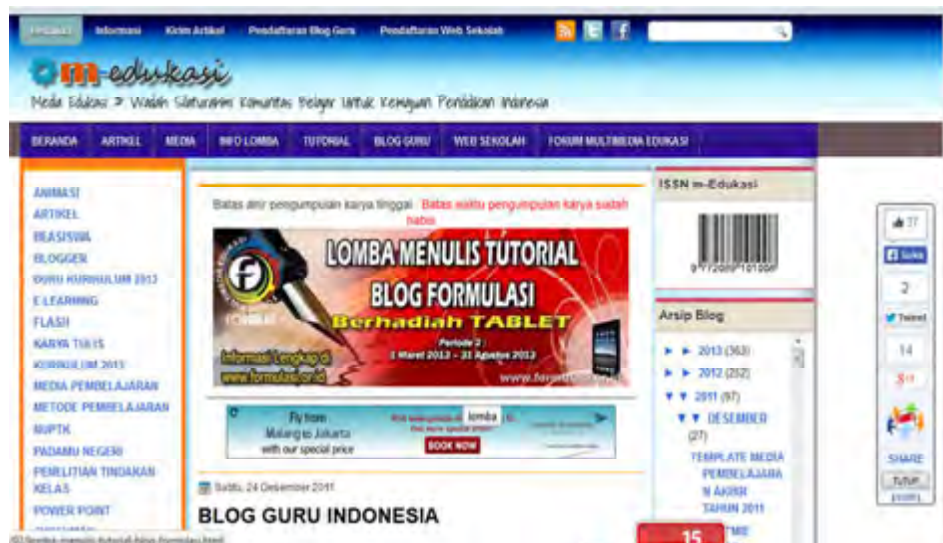 Informasi Kirim Artikel Pendaftaran Blog Guru Pendaftaran Web Sekolah
m-edukasi
Media Edukasi Wadah Silaturahmi Komunitas Belajar Untuk Kemajuan Pendidikan Indonesia
BERANDA ARTIKEL MEDIA INFO LOMBA TUTORIAL BLOG GURU WEB SEKOLAH FORUM MULTIMEDIA EDUKASI
ANIMASI
ARTIKEL
BEASISWA
BLOGGER
GURU KURIKULUM 2013
E LEARNING
FLASH
KARYA TULIS
KURIKULUM 2013
MEDIA PEMBELAJARAN
METODE PEMBELAJARAN
NUPTK
PADAMU NEGERI
PENELITIAN TINDAKAN
KELAS
POWER POINT
Batas akhir pengumpulan karya tinggal Batas waktu pengumpulan karya sudah
habis
LOMBA MENULIS TUTORIAL
BLOG FORMULASI
Berhadiah TABLET
Periode 2 :
1 Maret 2013 - 31 Agustus 2013
Informasi Lengkap di
www.formulasi.or.id
Fly from
Malang to Jakarta
with our special price
lomba
BOOK NOW
Sabtu, 24 Desember 2011
BLOG GURU INDONESIA
ISSN m-Edukasi
Arsip Blog
► ► 2013 (363)
► ► 2012 (252)
▼ ▼ 2011 (97)
▼ ▼ DESEMBER
(27)
TEMPLATE MEDIA
PEMBELAJARA
N AKHIR
TAHUN 2011
15
Suka
2
Tweet
14
SHARE
TUTUP